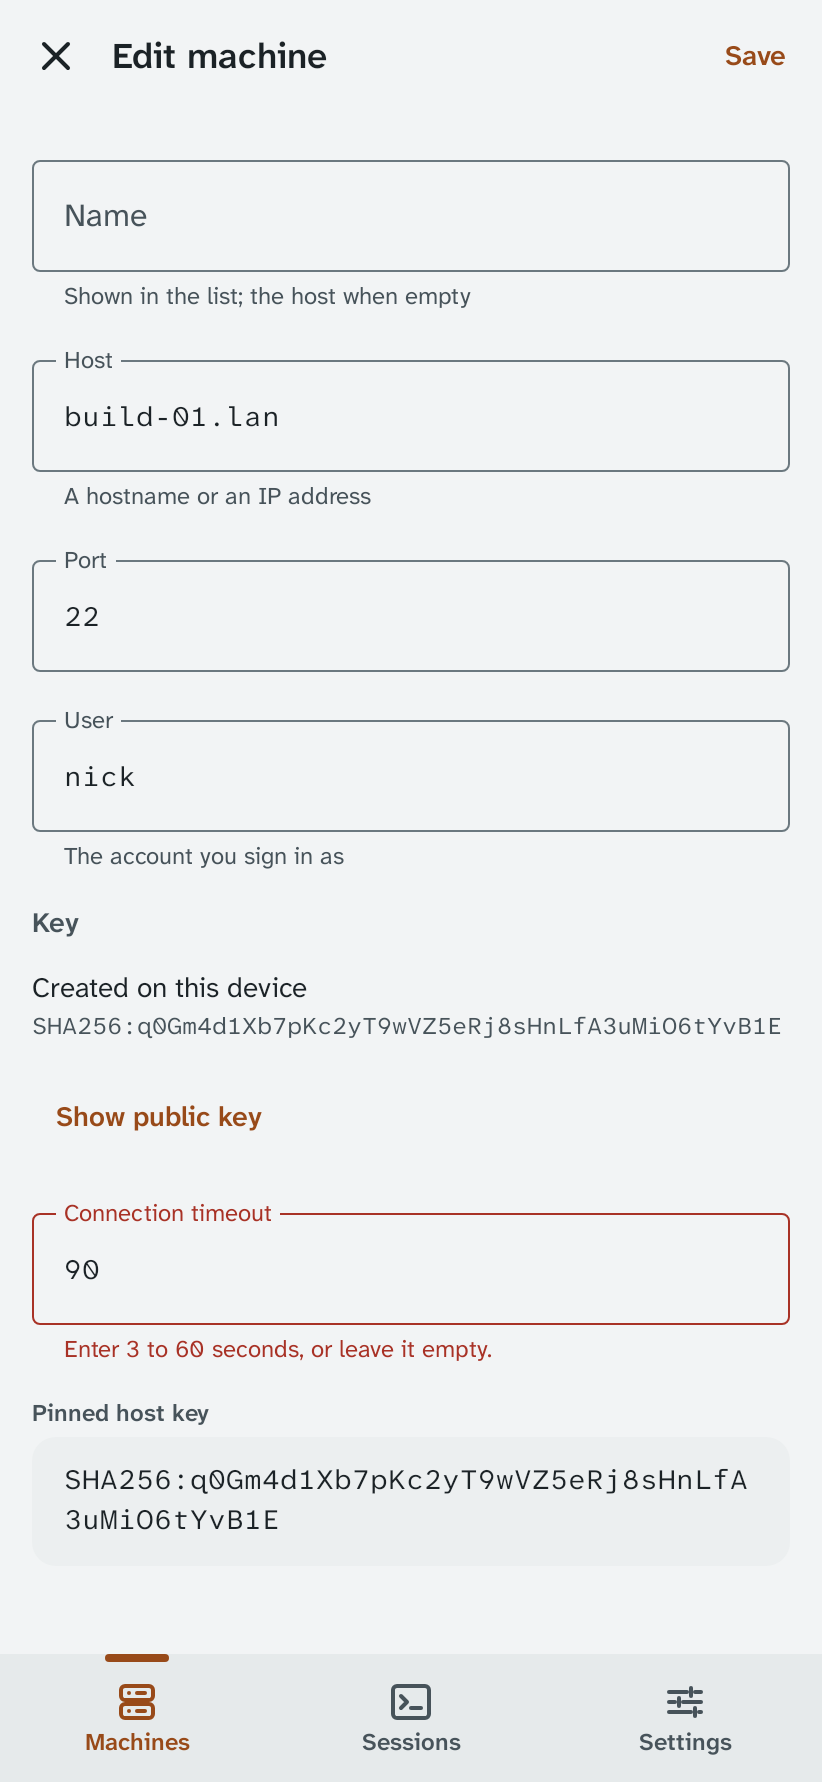 Edit machine
Save
Name
Shown in the list; the host when empty
Host
build-01.lan
A hostname or an IP address
Port
22
User
nick
The account you sign in as
Key
Created on this device
SHA256:q0Gm4d1Xb7pKc2yT9wVZ5eRj8sHnLfA3uMiO6tYvB1E
Show public key
Connection timeout
90
Enter 3 to 60 seconds, or leave it empty.
Pinned host key
SHA256:q0Gm4d1Xb7pKc2yT9wVZ5eRj8sHnLfA
3uMiO6tYvB1E
Machines
Sessions
Settings